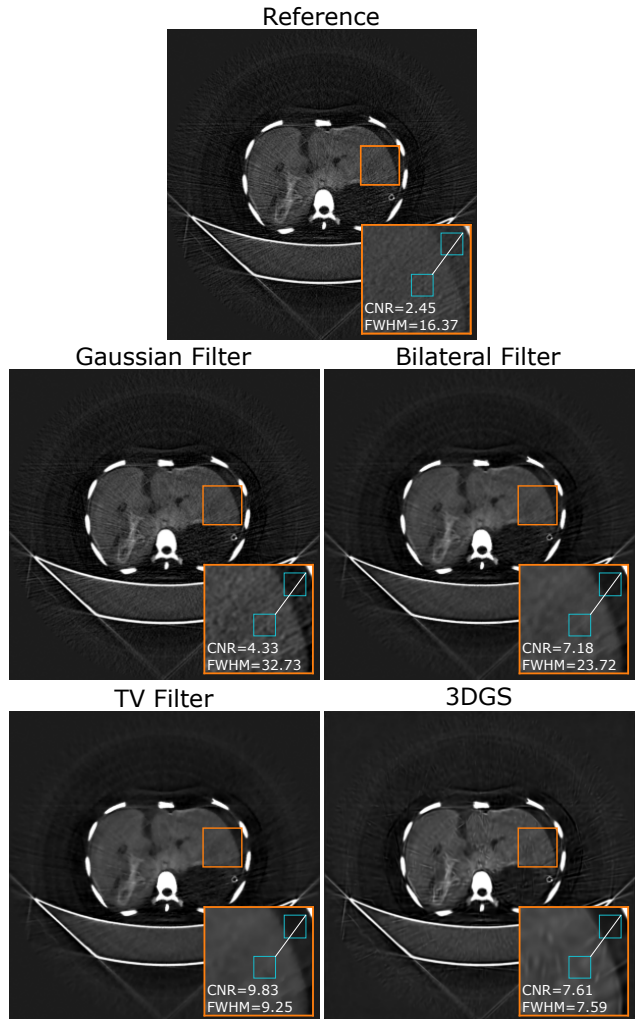 Reference
CNR=2.45
FWHM=16.37
Gaussian Filter
Bilateral Filter
CNR=4.33
FWHM=32.73
CNR=7.18
FWHM=23.72
TV Filter
3DGS
CNR=9.83
FWHM=9.25
CNR=7.61
FWHM=7.59